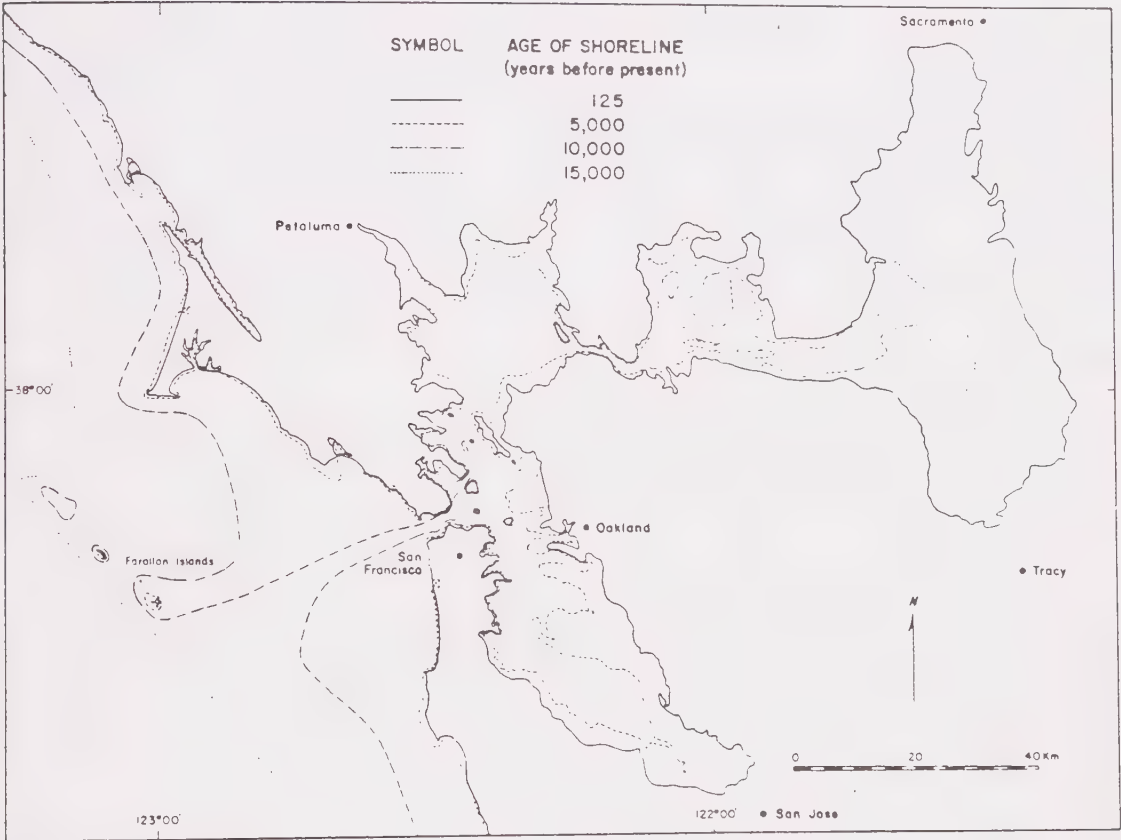 Sacramento
SYMBOL AGE OF SHORELINE
(years before present)
125
5,000
10,000
15,000
Petaluma
38°00'
Oakland
San
Francisco
Farallon Islands
Tracy
N
0 20 40 Km
123°00'
122°00'
San Jose